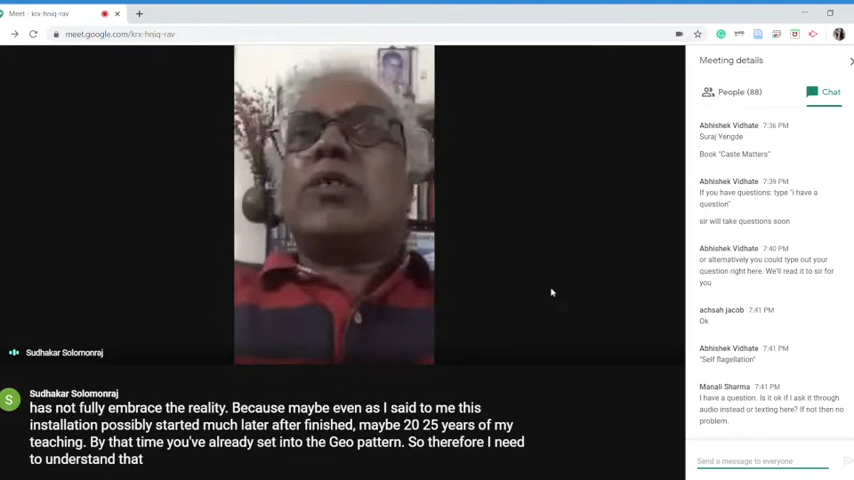 Meet - krx-hniq-rav
meet.google.com/krx-hniq-rav
Meeting details
People (88)
Chat
Abhishek Vidhate 7:36 PM
Suraj Yengde
Book "Caste Matters"
Abhishek Vidhate 7:39 PM
If you have questions: type "i have a
question"
sir will take questions soon
Abhishek Vidhate 7:40 PM
or alternatively you could type out your
question right here. We'll read it to sir for
you
achsah jacob 7:41 PM
Ok
Abhishek Vidhate 7:41 PM
"Self flagellation"
Manali Sharma 7:41 PM
I have a question. Is it ok if I ask it through
audio instead or texting here? If not then no
problem.
Send a message to everyone
Sudhakar Solomonraj
S
Sudhakar Solomonraj
has not fully embrace the reality. Because maybe even as I said to me this
installation possibly started much later after finished, maybe 20 25 years of my
teaching. By that time you've already set into the Geo pattern. So therefore I need
to understand that